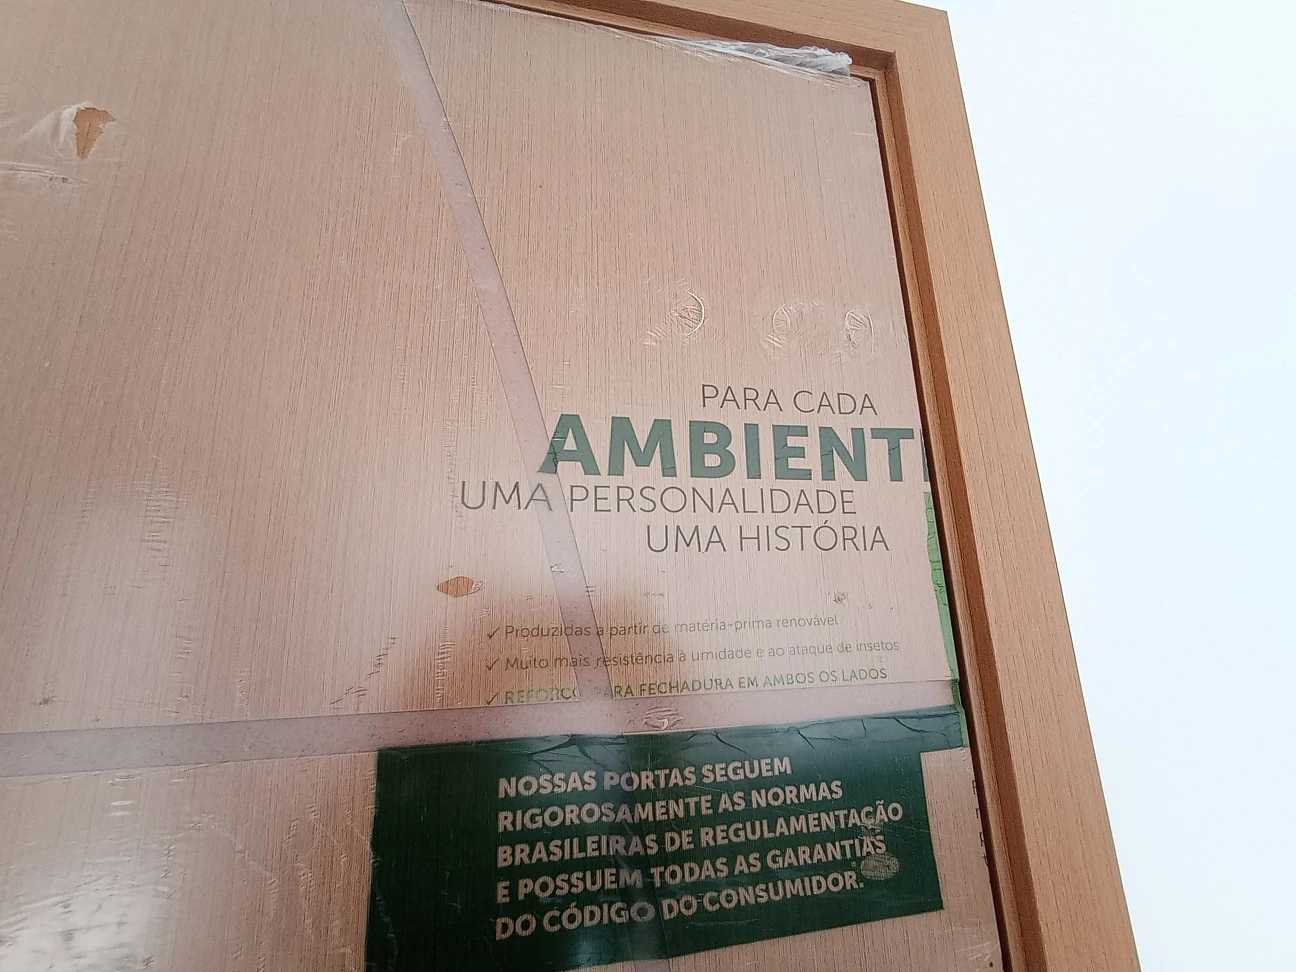 PARA CADA
AMBIENT
UMA PERSONALIDADE
UMA HISTÓRIA
✓ Produzidas a partir de matéria-prima renovável
✓ Muito mais resistência à umidade e ao ataque de insetos
✓ REFORÇO PARA FECHADURA EM AMBOS OS LADOS
NOSSAS PORTAS SEGUEM
RIGOROSAMENTE AS NORMAS
BRASILEIRAS DE REGULAMENTAÇÃO
E POSSUEM TODAS AS GARANTIAS
DO CÓDIGO DO CONSUMIDOR.